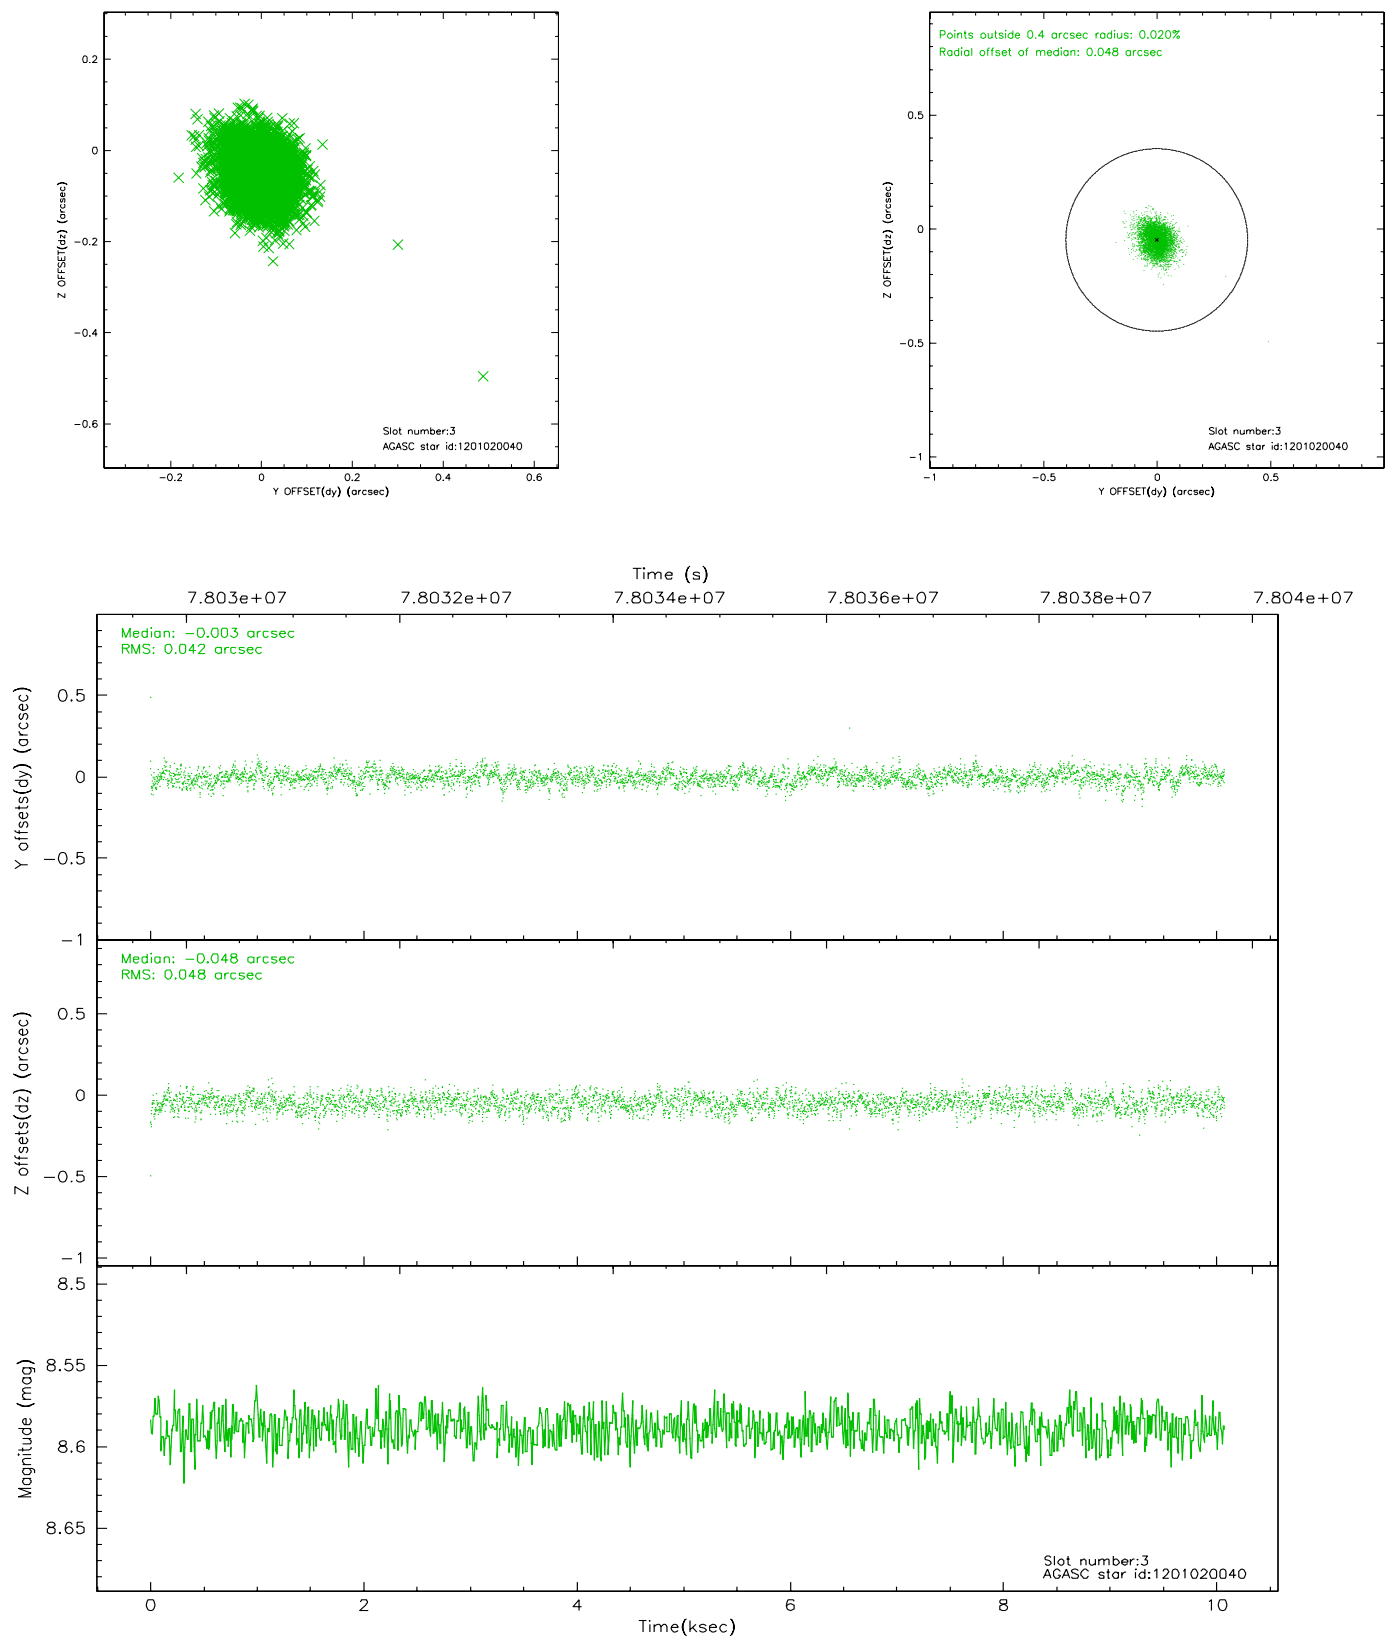 0.2
0
-0.2
-0.4
-0.6
Z OFFSET(dz) (arcsec)
-0.2 0 0.2 0.4 0.6
Y OFFSET(dy) (arcsec)
Slot number:3
AGASC star id:1201020040
Points outside 0.4 arcsec radius: 0.020%
Radial offset of median: 0.048 arcsec
0.5
0
-0.5
-1
Z OFFSET(dz) (arcsec)
-1 -0.5 0 0.5
Y OFFSET(dy) (arcsec)
Slot number:3
AGASC star id:1201020040
Time (s)
7.803e+07 7.8032e+07 7.8034e+07 7.8036e+07 7.8038e+07 7.804e+07
Median: -0.003 arcsec
RMS: 0.042 arcsec
0.5
0
-0.5
-1
Y offsets(dy) (arcsec)
Median: -0.048 arcsec
RMS: 0.048 arcsec
0.5
0
-0.5
-1
Z offsets(dz) (arcsec)
8.5
8.55
8.6
8.65
Magnitude (mag)
Slot number:3
AGASC star id:1201020040
0 2 4 6 8 10
Time(ksec)